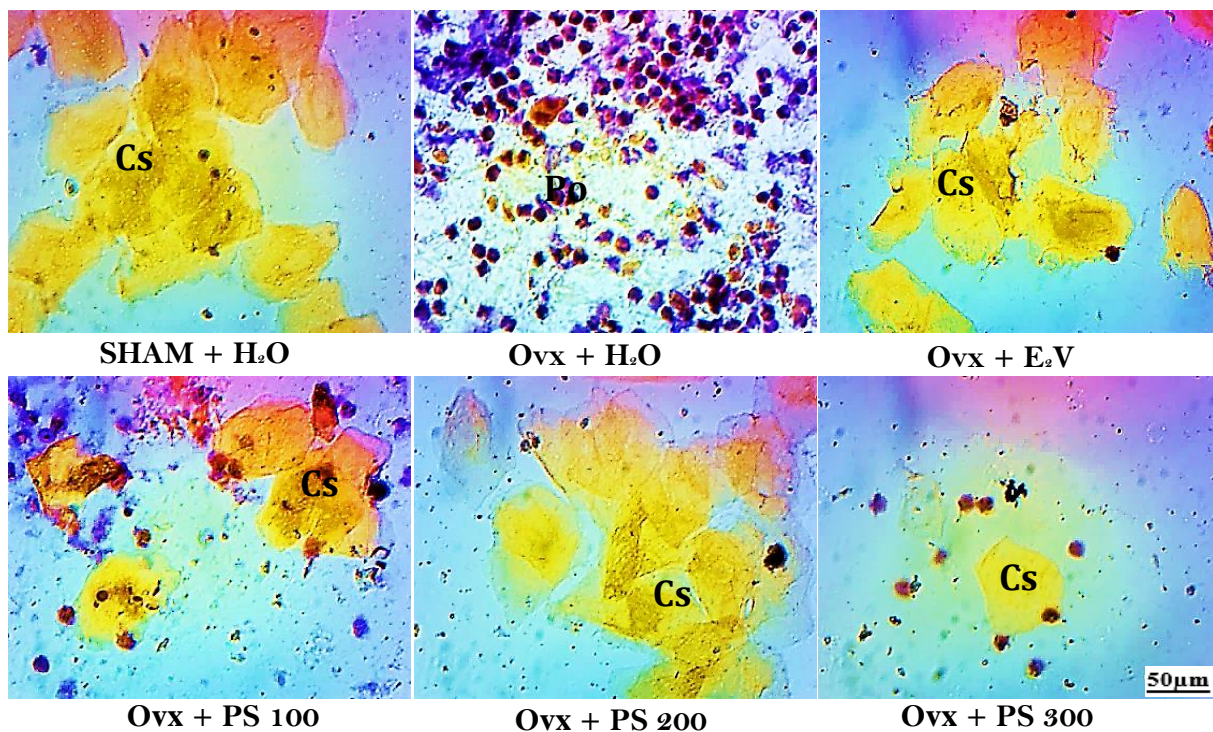 Cs
Po
Cs
SHAM + H₂O
Ovx + H₂O
Ovx + E₂V
Cs
Cs
Cs
50µm
Ovx + PS 100
Ovx + PS 200
Ovx + PS 300